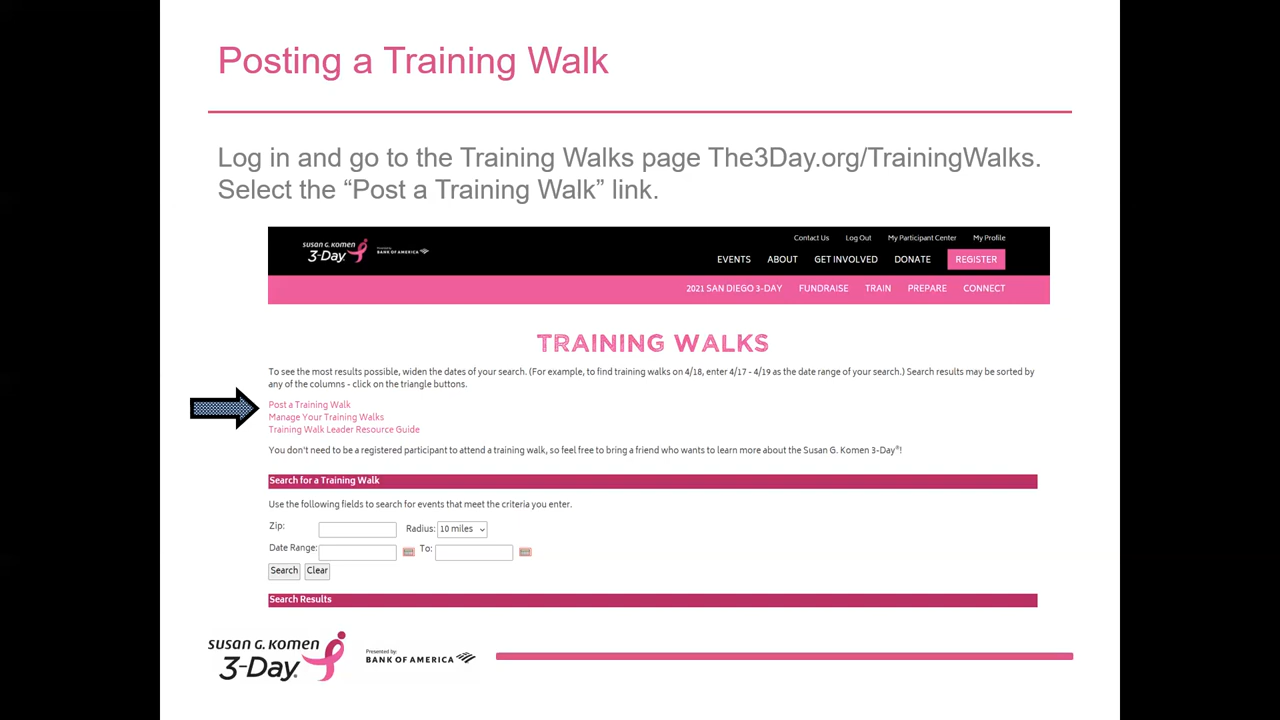 Posting a Training Walk
Log in and go to the Training Walks page The3Day.org/TrainingWalks.
Select the “Post a Training Walk” link.
SUSAN G. KOMEN
3-Day.
Presented by:
BANK OF AMERICA
Contact Us Log Out My Participant Center My Profile
EVENTS ABOUT GET INVOLVED DONATE REGISTER
2021 SAN DIEGO 3-DAY FUNDRAISE TRAIN PREPARE CONNECT
TRAINING WALKS
To see the most results possible, widen the dates of your search. (For example, to find training walks on 4/18, enter 4/17 - 4/19 as the date range of your search.) Search results may be sorted by
any of the columns - click on the triangle buttons.
Post a Training Walk
Manage Your Training Walks
Training Walk Leader Resource Guide
You don't need to be a registered participant to attend a training walk, so feel free to bring a friend who wants to learn more about the Susan G. Komen 3-Day®!
Search for a Training Walk
Use the following fields to search for events that meet the criteria you enter.
Zip: Radius: 10 miles
Date Range: To:
Search Clear
Search Results
SUSAN G. KOMEN
3-Day.
Presented by:
BANK OF AMERICA